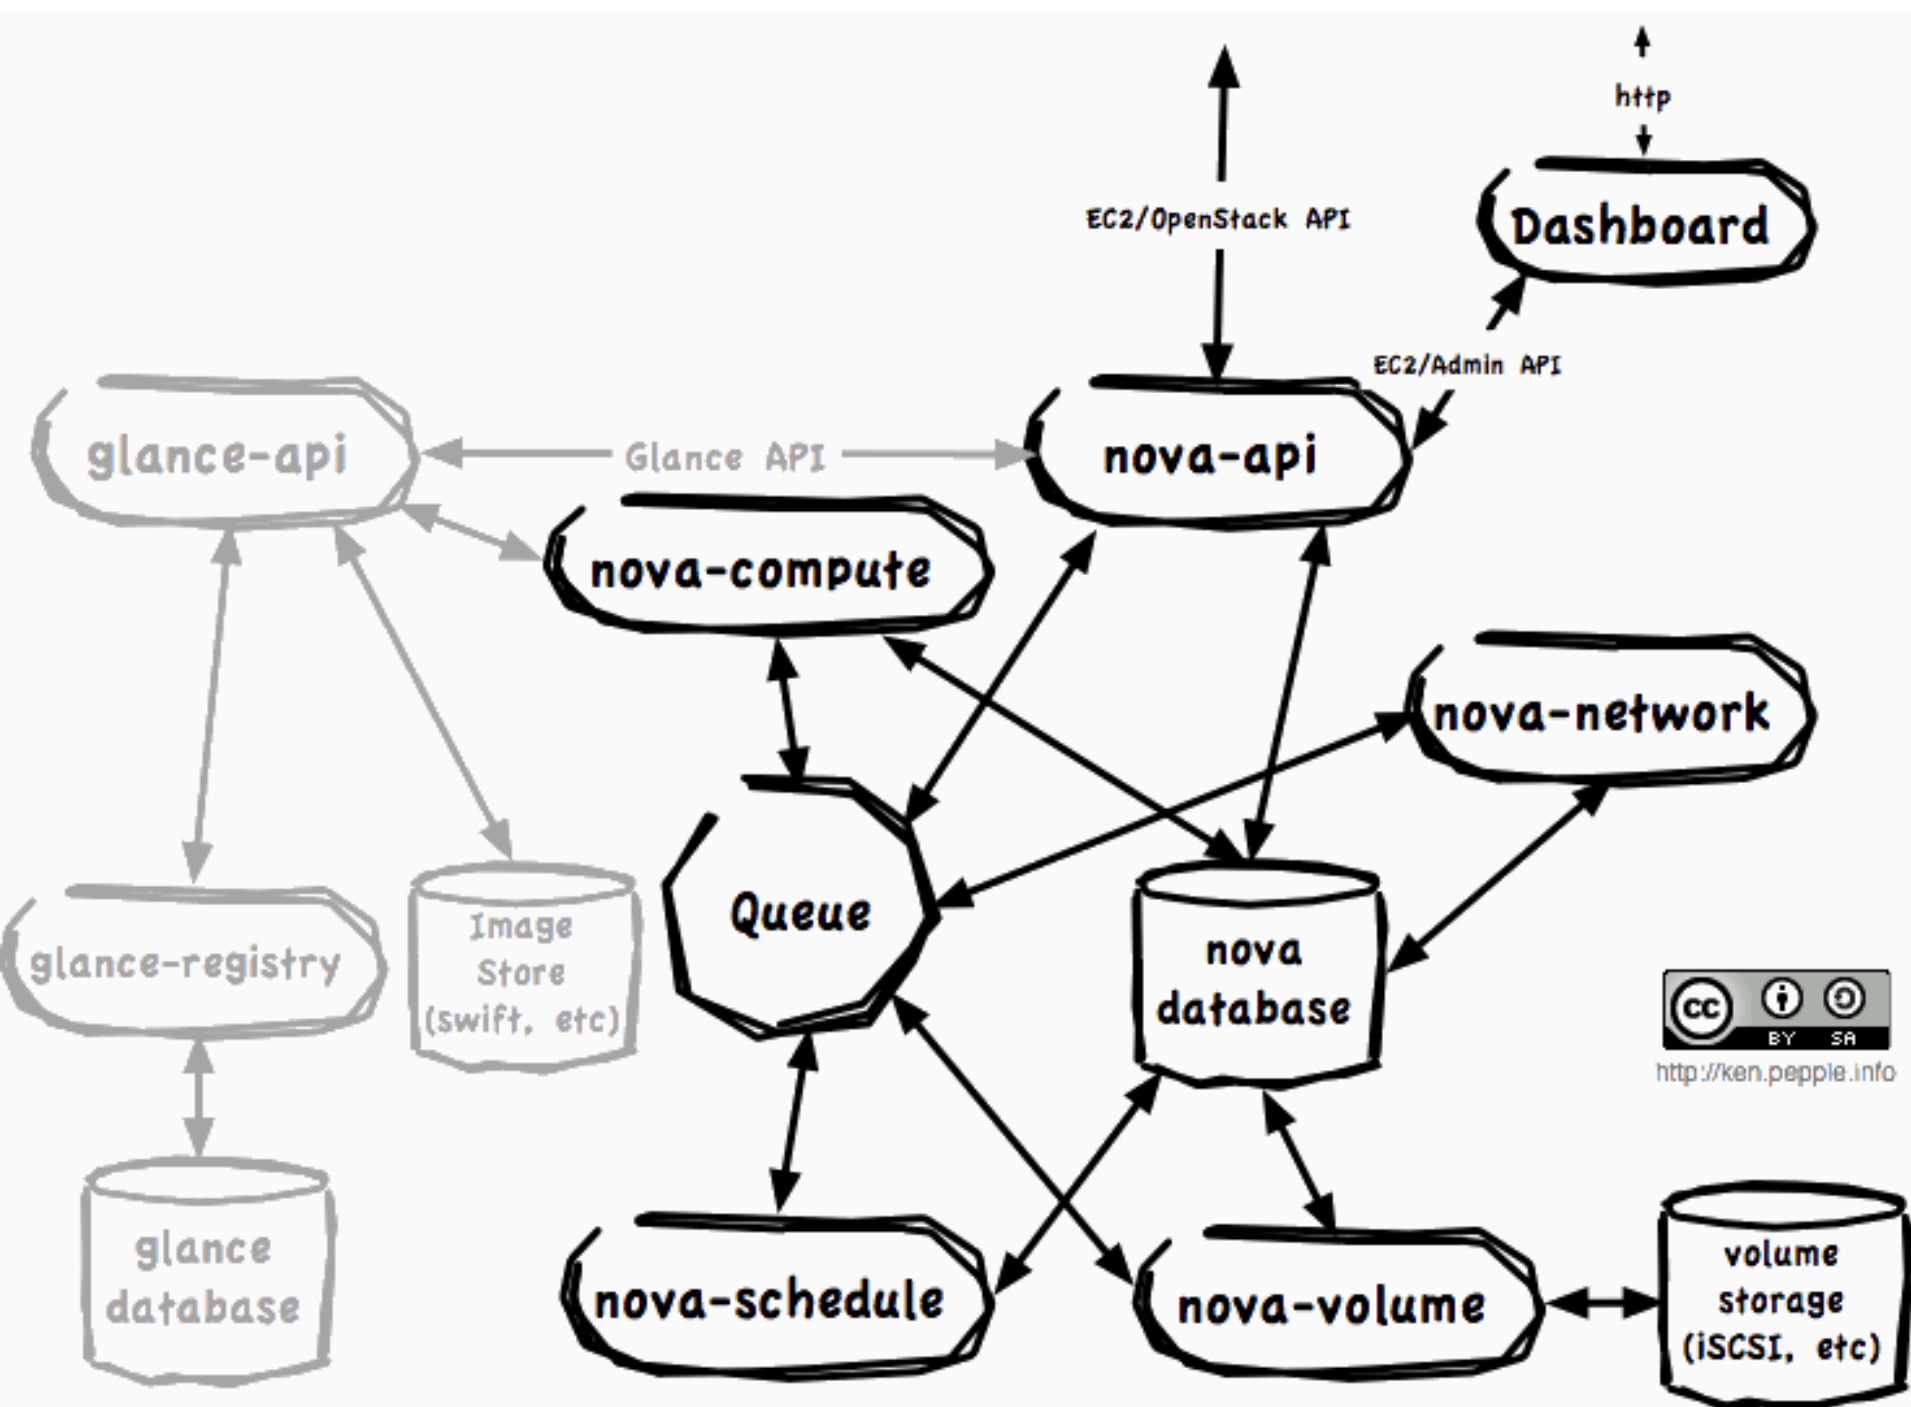 http
EC2/OpenStack API
Dashboard
EC2/Admin API
glance-api
Glance API
nova-api
nova-compute
nova-network
Queue
Image
Store
(swift, etc)
glance-registry
nova
database
CC
BY SA
http://ken.pepple.info
glance
database
nova-schedule
nova-volume
volume
storage
(iSCSI, etc)